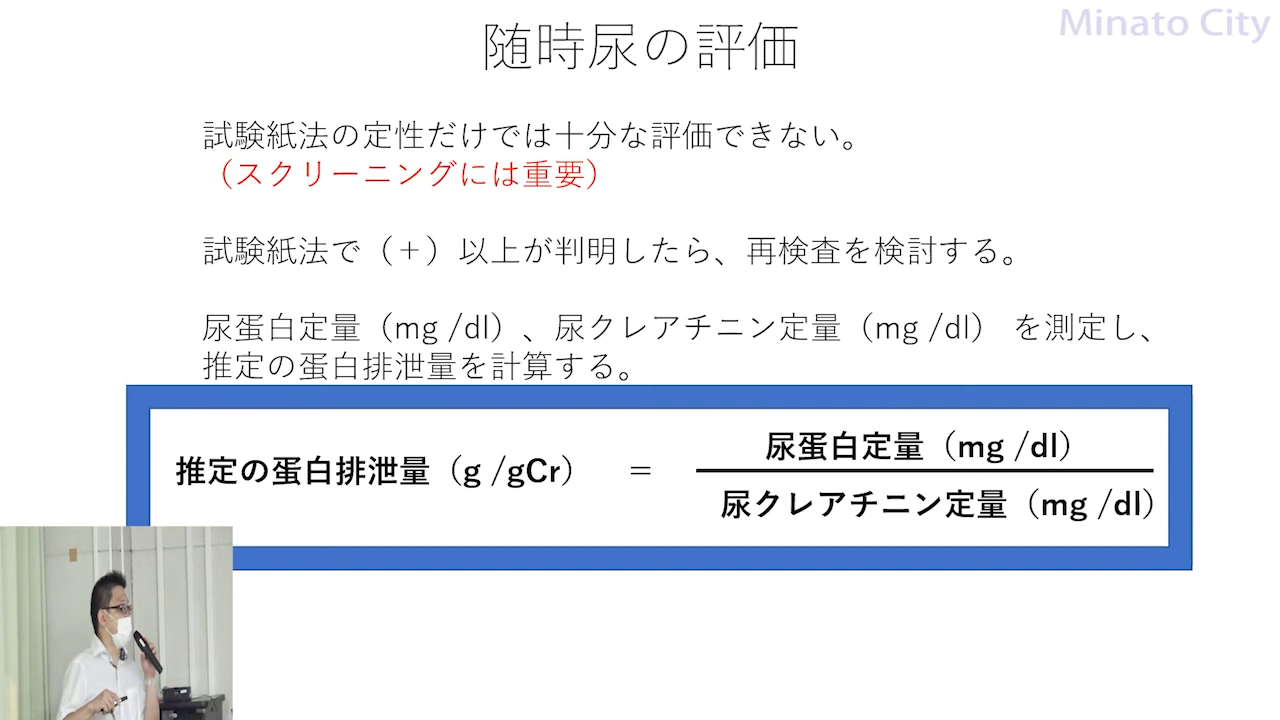 Minato City
随時尿の評価
試験紙法の定性だけでは十分な評価できない。
（スクリーニングには重要）
試験紙法で（＋）以上が判明したら、再検査を検討する。
尿蛋白定量（mg /dl）、尿クレアチニン定量（mg /dl） を測定し、
推定の蛋白排泄量を計算する。
推定の蛋白排泄量（g /gCr） ＝ 
尿蛋白定量（mg /dl）
尿クレアチニン定量（mg /dl）